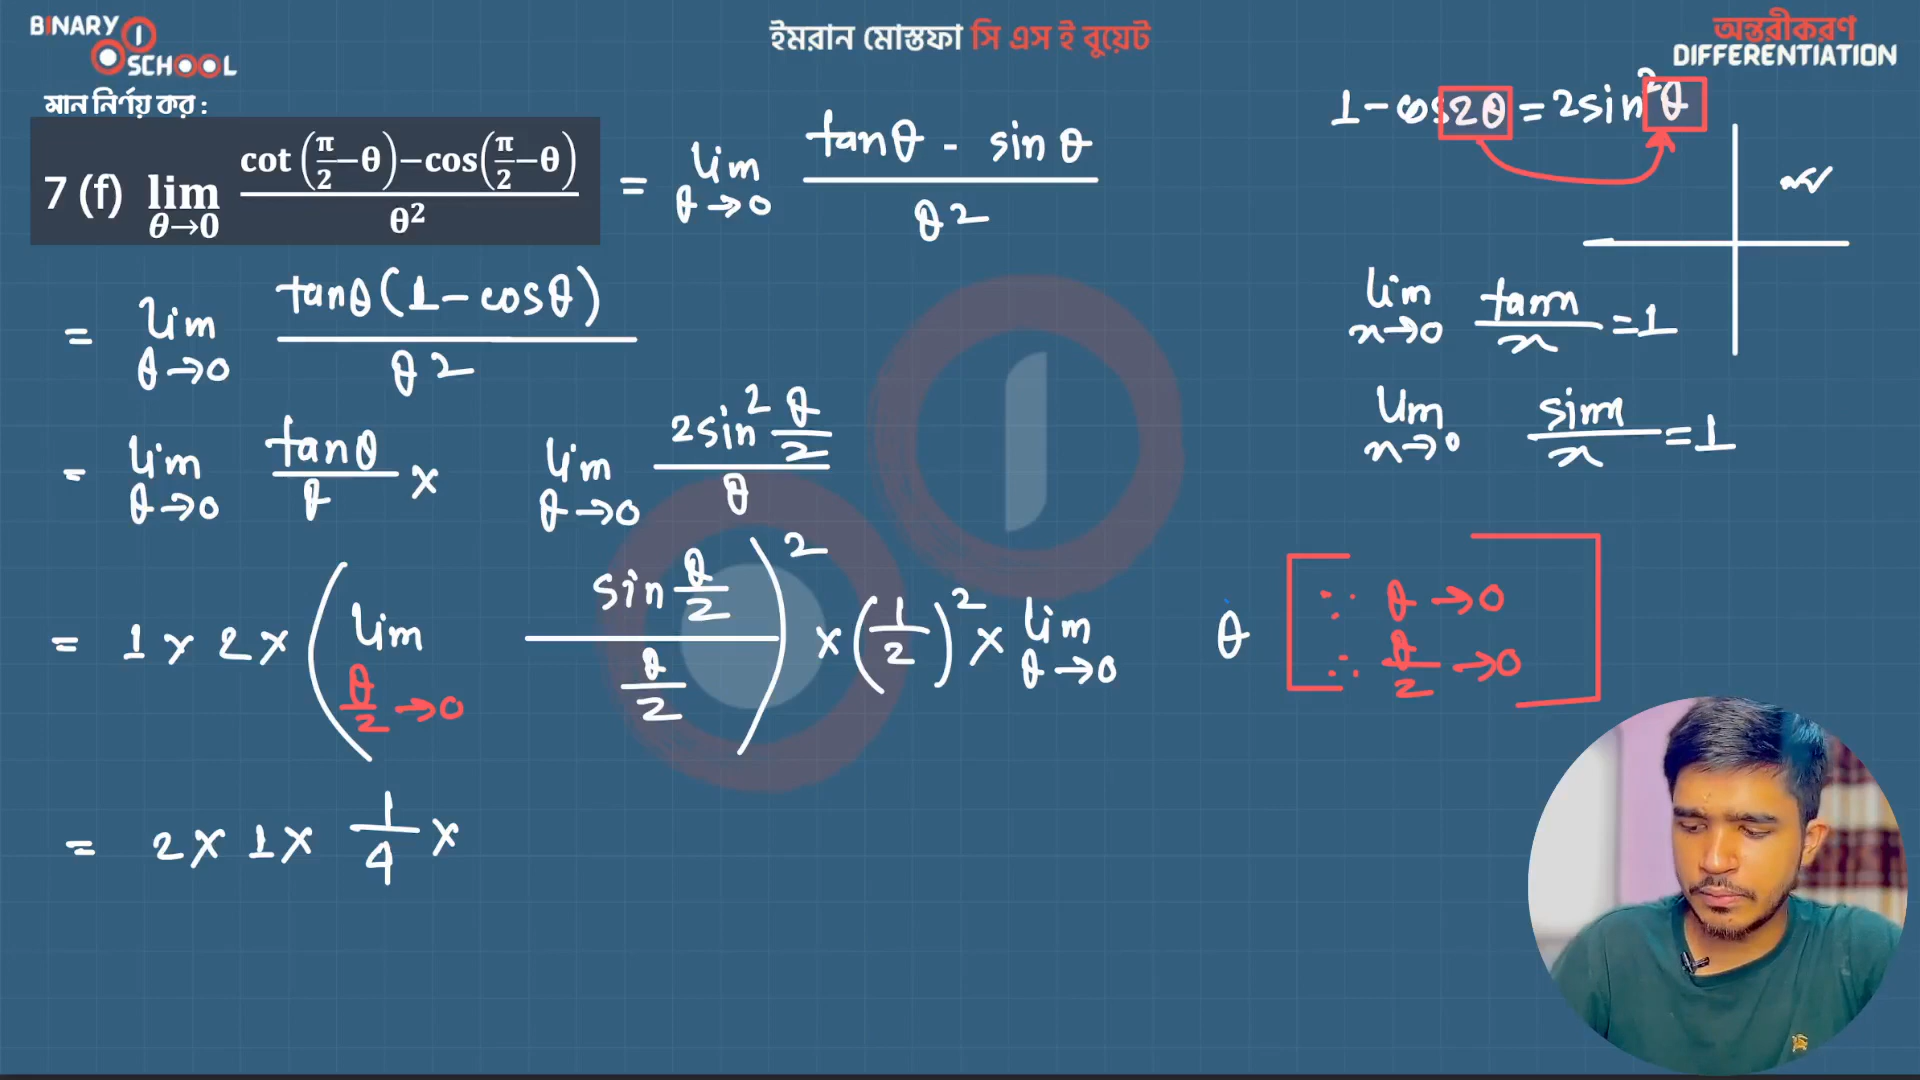 BINARY SCHOOL
ইমরান মোস্তফা সি এস ই বুয়েট
অন্তরীকরণ
DIFFERENTIATION
মান নির্ণয় কর :
7 (f) lim θ→0 (cot(π/2−θ)−cos(π/2−θ))/θ² = lim θ→0 (tanθ - sinθ)/θ²
= lim θ→0 tanθ(1-cosθ)/θ²
= lim θ→0 tanθ/θ × lim θ→0 2sin² θ/2 / θ
= 1 × 2 × (lim θ/2→0 sin θ/2 / θ/2)² × (1/2)² × lim θ→0 θ [∵ θ→0 ∴ θ/2→0]
= 2 × 1 × 1/4 ×
1-cos2θ = 2sin²θ
lim x→0 tanx/x = 1
lim x→0 sinx/x = 1